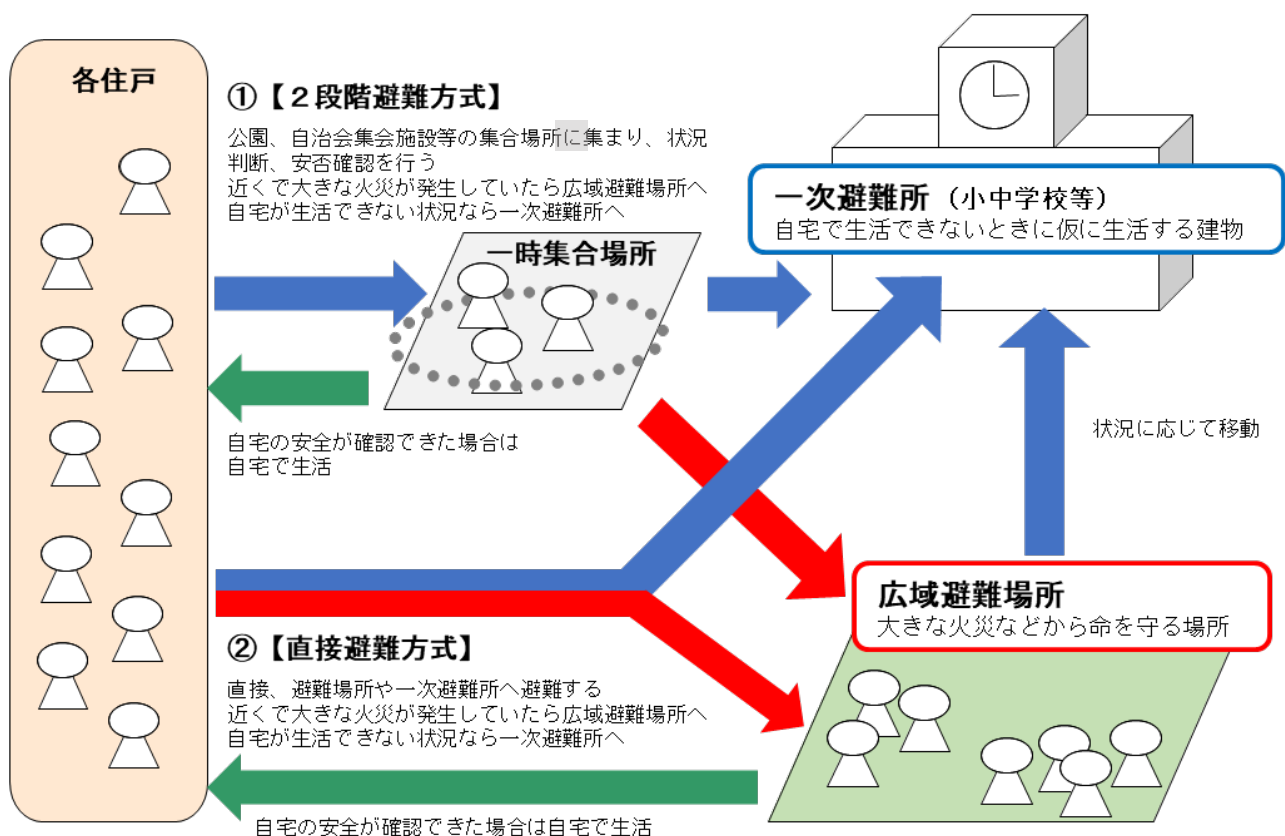 各住戸
①【２段階避難方式】
公園、自治会集会施設等の集合場所に集まり、状況
判断、安否確認を行う
近くで大きな火災が発生していたら広域避難場所へ
自宅が生活できない状況なら一次避難所へ
一時集合場所
自宅の安全が確認できた場合は
自宅で生活
一次避難所（小中学校等）
自宅で生活できないときに仮に生活する建物
状況に応じて移動
広域避難場所
大きな火災などから命を守る場所
②【直接避難方式】
直接、避難場所や一次避難所へ避難する
近くで大きな火災が発生していたら広域避難場所へ
自宅が生活できない状況なら一次避難所へ
自宅の安全が確認できた場合は自宅で生活